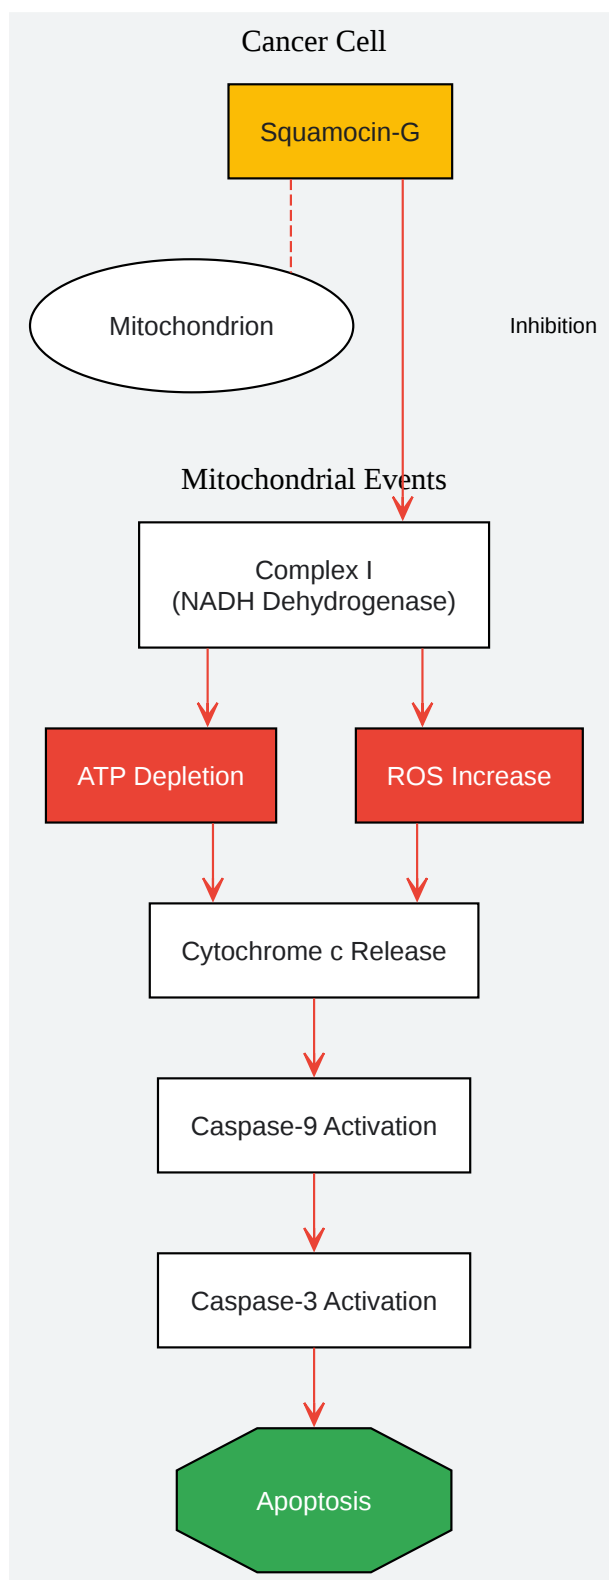 Cancer Cell
Squamocin-G
Mitochondrion
Inhibition
Mitochondrial Events
Complex I
(NADH Dehydrogenase)
ATP Depletion
ROS Increase
Cytochrome c Release
Caspase-9 Activation
Caspase-3 Activation
Apoptosis